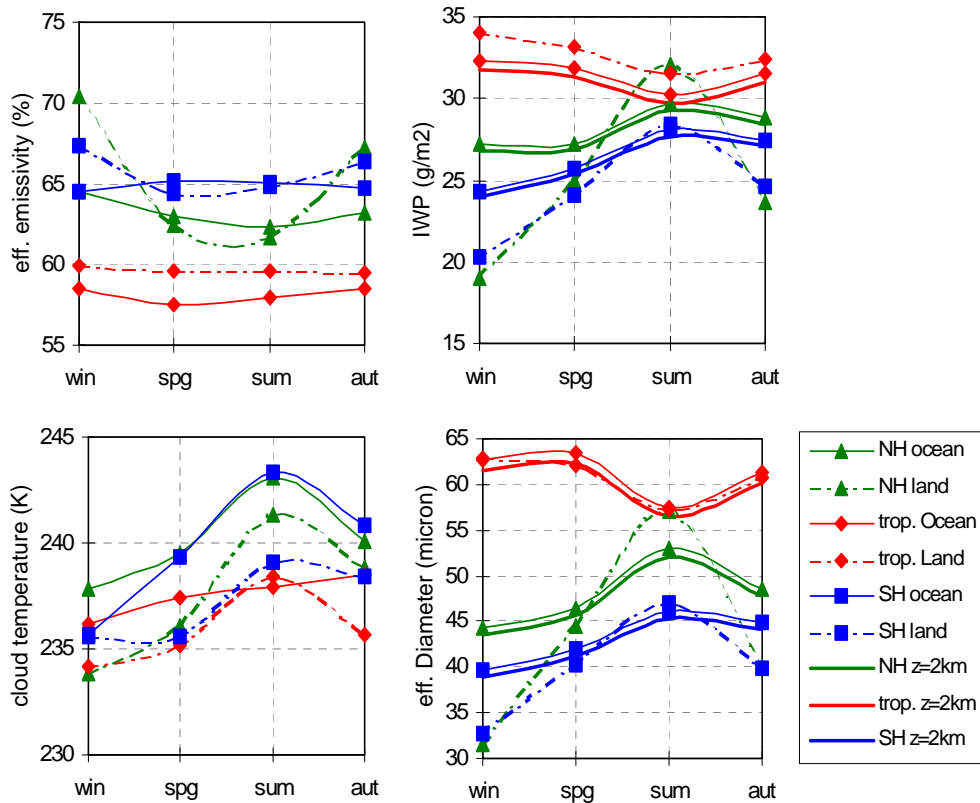 eff. emissivity (%)
75
70
65
60
55
win spg sum aut
IWP (g/m2)
35
30
25
20
15
win spg sum aut
cloud temperature (K)
245
240
235
230
win spg sum aut
eff. Diameter (micron)
65
60
55
50
45
40
35
30
win spg sum aut
NH ocean
NH land
trop. Ocean
trop. Land
SH ocean
SH land
NH z=2km
trop. z=2km
SH z=2km